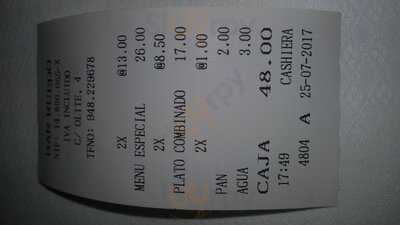 BAR
IVA INCLUIDO
C/ OLITE, 4
TFNO: 948.229678
2X @13.00
MENU ESPECIAL 26.00
2X @8.50
PLATO COMBINADO 17.00
2X @1.00
PAN 2.00
AGUA 3.00
CAJA 48.00
17:49 CASHIERA
4804 A 25-07-2017